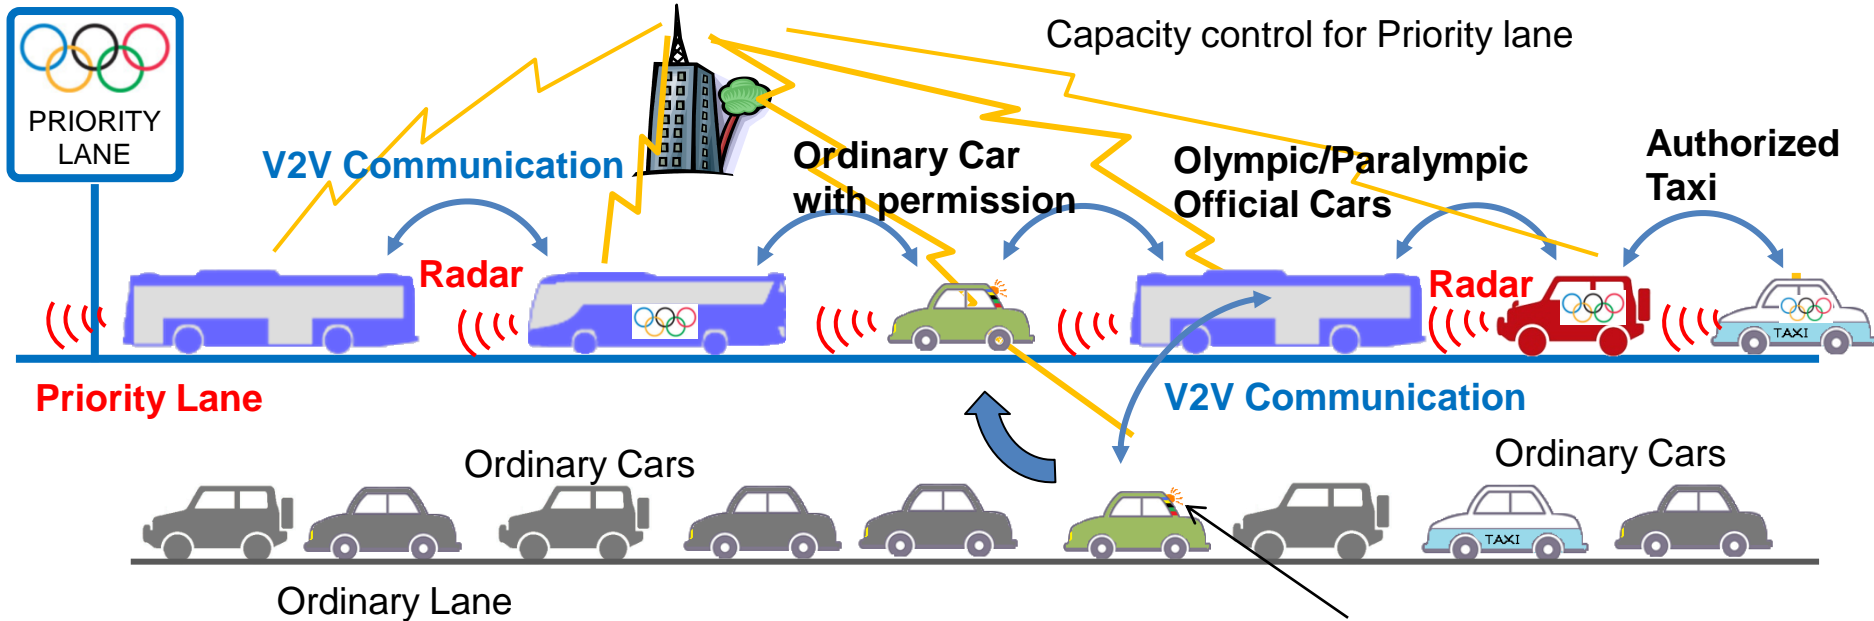 Capacity control for Priority lane
PRIORITY
LANE
V2V Communication
Ordinary Car
with permission
Olympic/Paralympic
Official Cars
Authorized
Taxi
Radar
Radar
TAXI
Priority Lane
V2V Communication
Ordinary Cars
Ordinary Cars
TAXI
Ordinary Lane